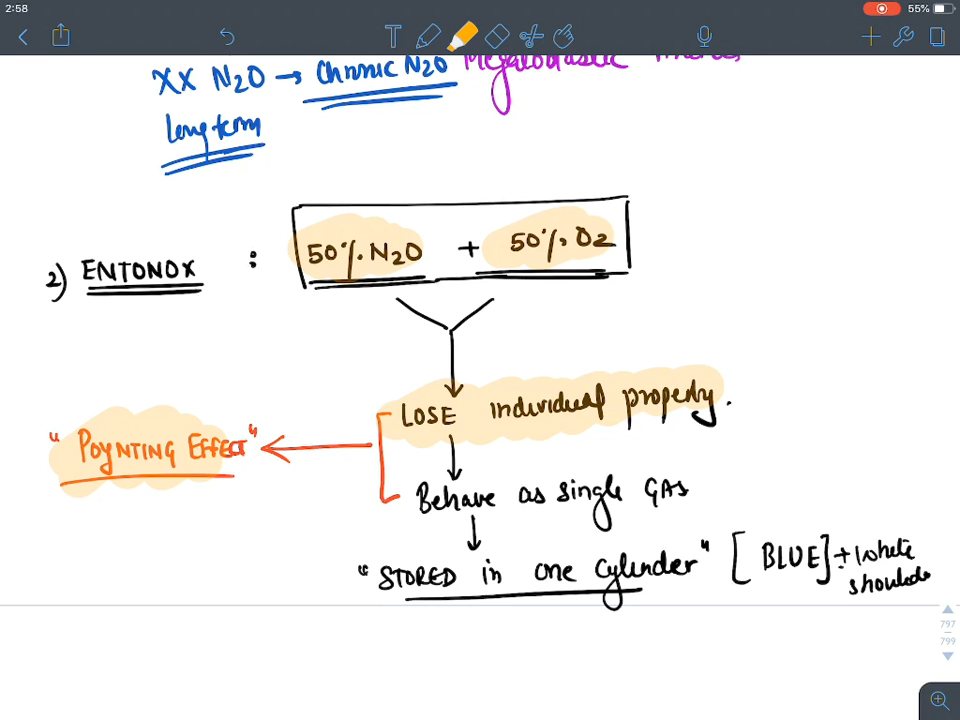 2:58
55%
T
XX N2O → Chronic N2O Megaloblastic
long term
2) ENTONOX : 50%. N2O + 50%. O2
LOSE individual property.
"POYNTING EFFECT"
Behave as single GAS
"STORED in one cylinder" [BLUE] + white
shoulder
797
799